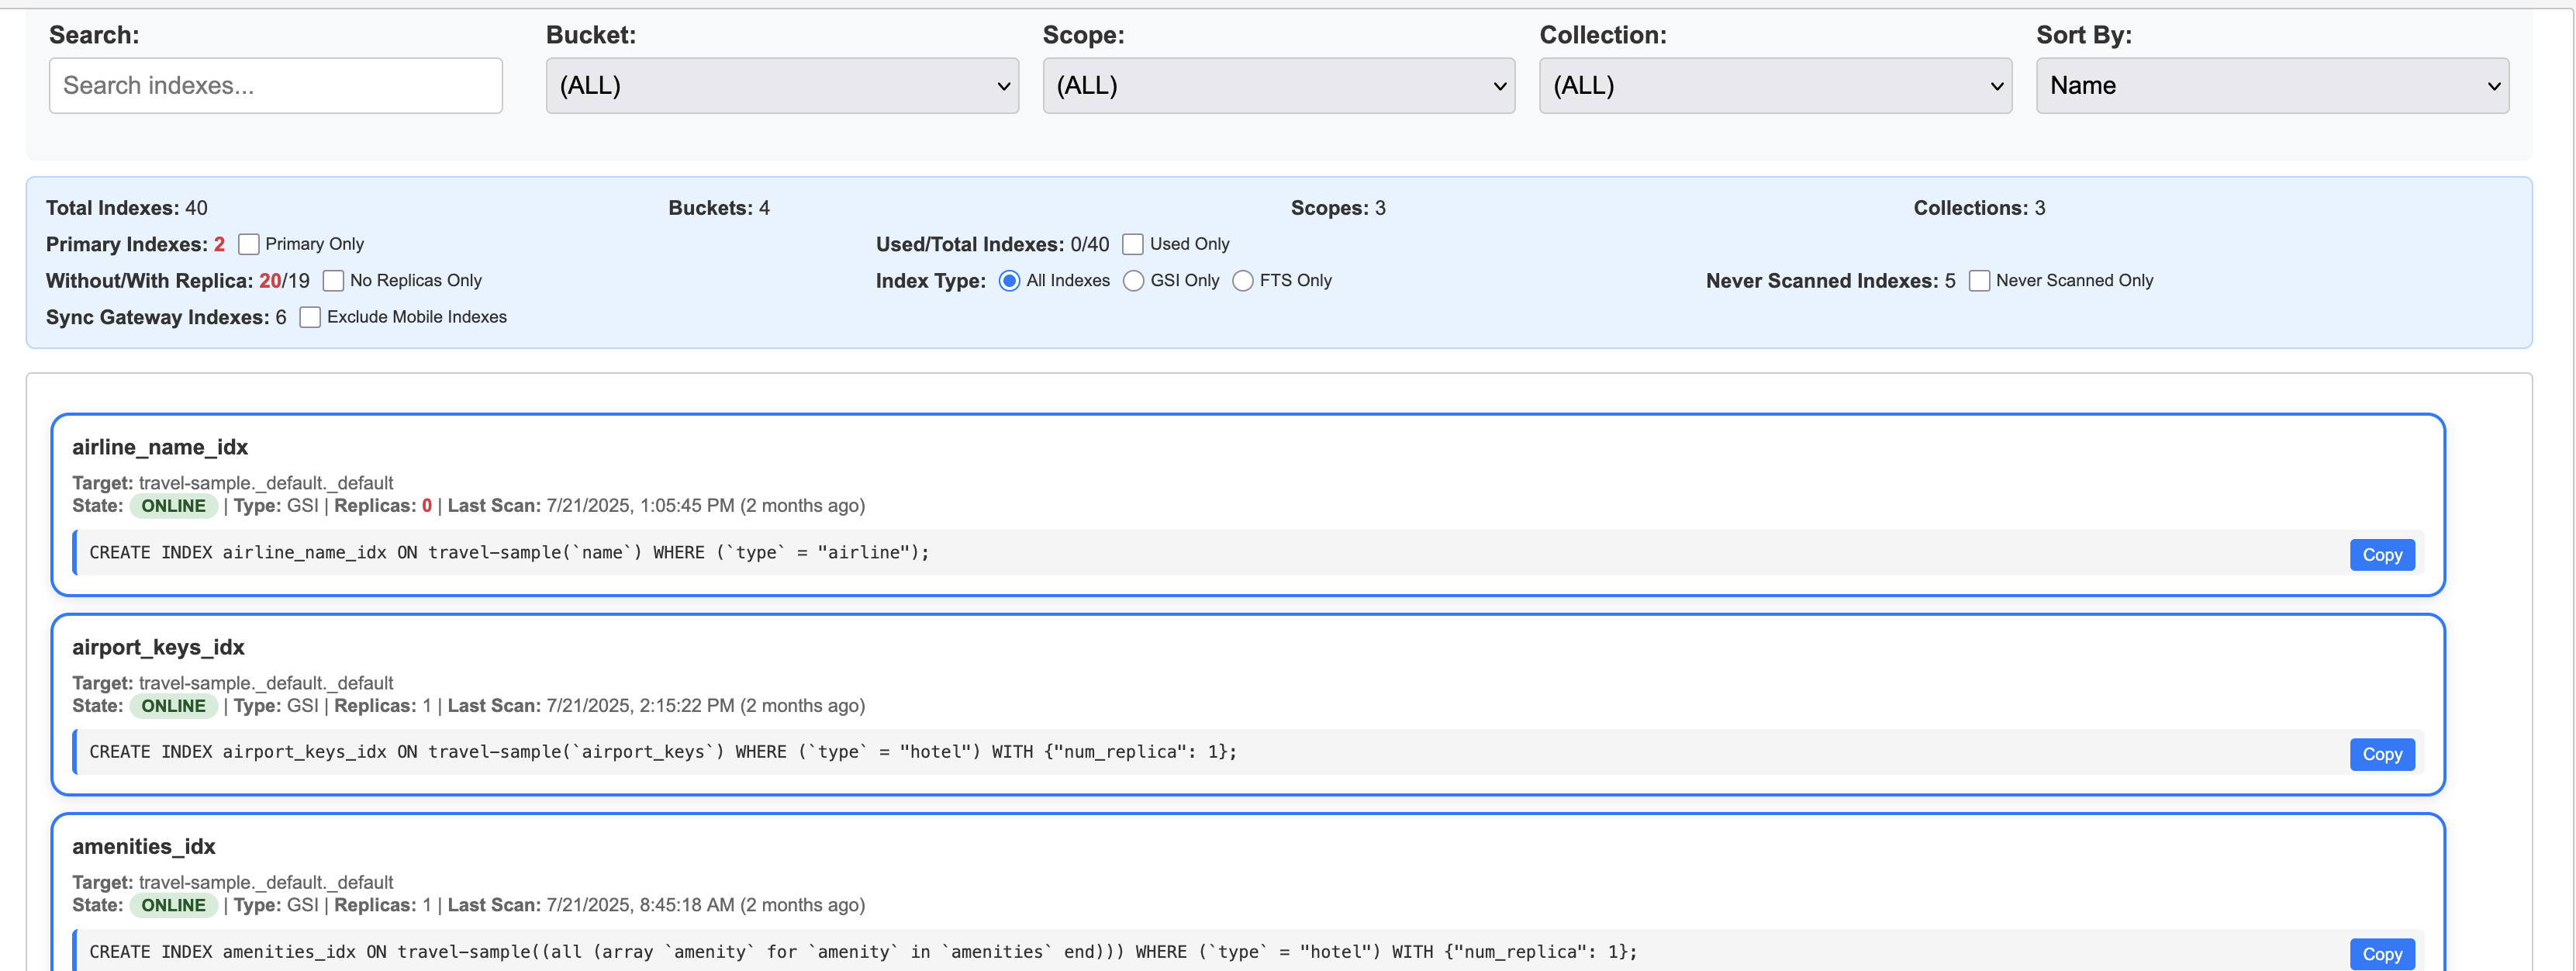 Search: Bucket: Scope: Collection: Sort By:
Search indexes... (ALL) (ALL) (ALL) Name
Total Indexes: 40 Buckets: 4 Scopes: 3 Collections: 3
Primary Indexes: 2 Primary Only Used/Total Indexes: 0/40 Used Only
Without/With Replica: 20/19 No Replicas Only Index Type: All Indexes GSI Only FTS Only Never Scanned Indexes: 5 Never Scanned Only
Sync Gateway Indexes: 6 Exclude Mobile Indexes
airline_name_idx
Target: travel-sample._default._default
State: ONLINE | Type: GSI | Replicas: 0 | Last Scan: 7/21/2025, 1:05:45 PM (2 months ago)
CREATE INDEX airline_name_idx ON travel-sample(`name`) WHERE (`type` = "airline"); Copy
airport_keys_idx
Target: travel-sample._default._default
State: ONLINE | Type: GSI | Replicas: 1 | Last Scan: 7/21/2025, 2:15:22 PM (2 months ago)
CREATE INDEX airport_keys_idx ON travel-sample(`airport_keys`) WHERE (`type` = "hotel") WITH {"num_replica": 1}; Copy
amenities_idx
Target: travel-sample._default._default
State: ONLINE | Type: GSI | Replicas: 1 | Last Scan: 7/21/2025, 8:45:18 AM (2 months ago)
CREATE INDEX amenities_idx ON travel-sample((all (array `amenity` for `amenity` in `amenities` end))) WHERE (`type` = "hotel") WITH {"num_replica": 1}; Copy